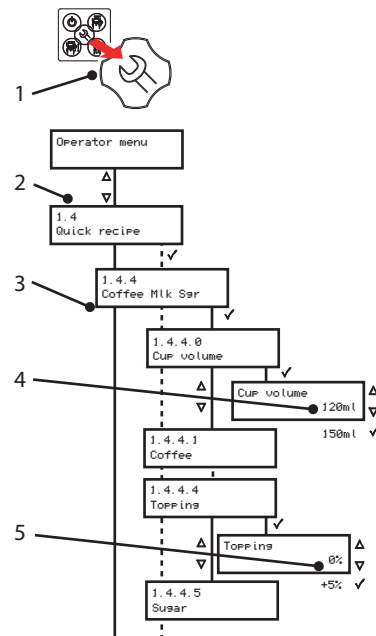 1
Operator menu
2
1.4
Quick recipe
3
1.4.4
Coffee Mlk Sgr
1.4.4.0
Cup volume
4
Cup volume
120ml
150ml
1.4.4.1
Coffee
1.4.4.4
Topping
5
Topping
0%
+5%
1.4.4.5
Sugar